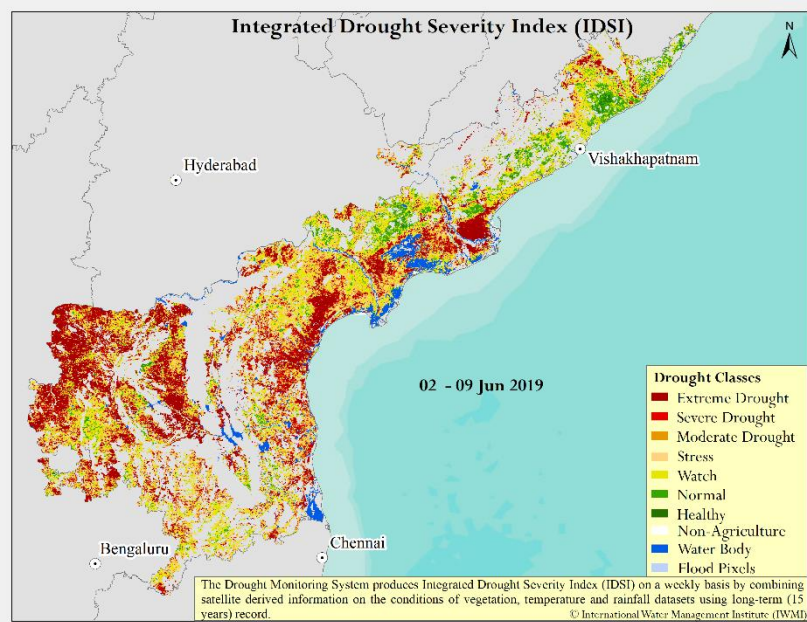 Integrated Drought Severity Index (IDSI)
N
Hyderabad
Vishakhapatnam
02 - 09 Jun 2019
Drought Classes
Extreme Drought
Severe Drought
Moderate Drought
Stress
Watch
Normal
Healthy
Non-Agriculture
Water Body
Flood Pixels
Bengaluru
Chennai
The Drought Monitoring System produces Integrated Drought Severity Index (IDSI) on a weekly basis by combining
satellite derived information on the conditions of vegetation, temperature and rainfall datasets using long-term (15
years) record.
© International Water Management Institute (IWMI)